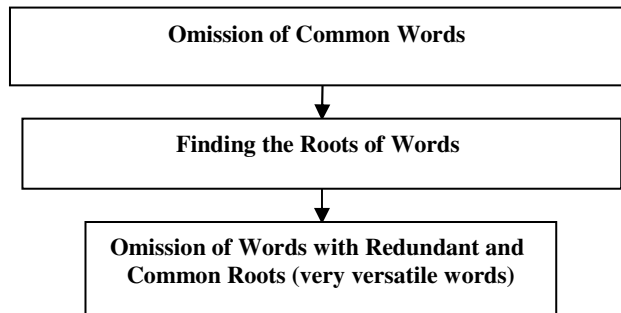 Omission of Common Words
Finding the Roots of Words
Omission of Words with Redundant and
Common Roots (very versatile words)